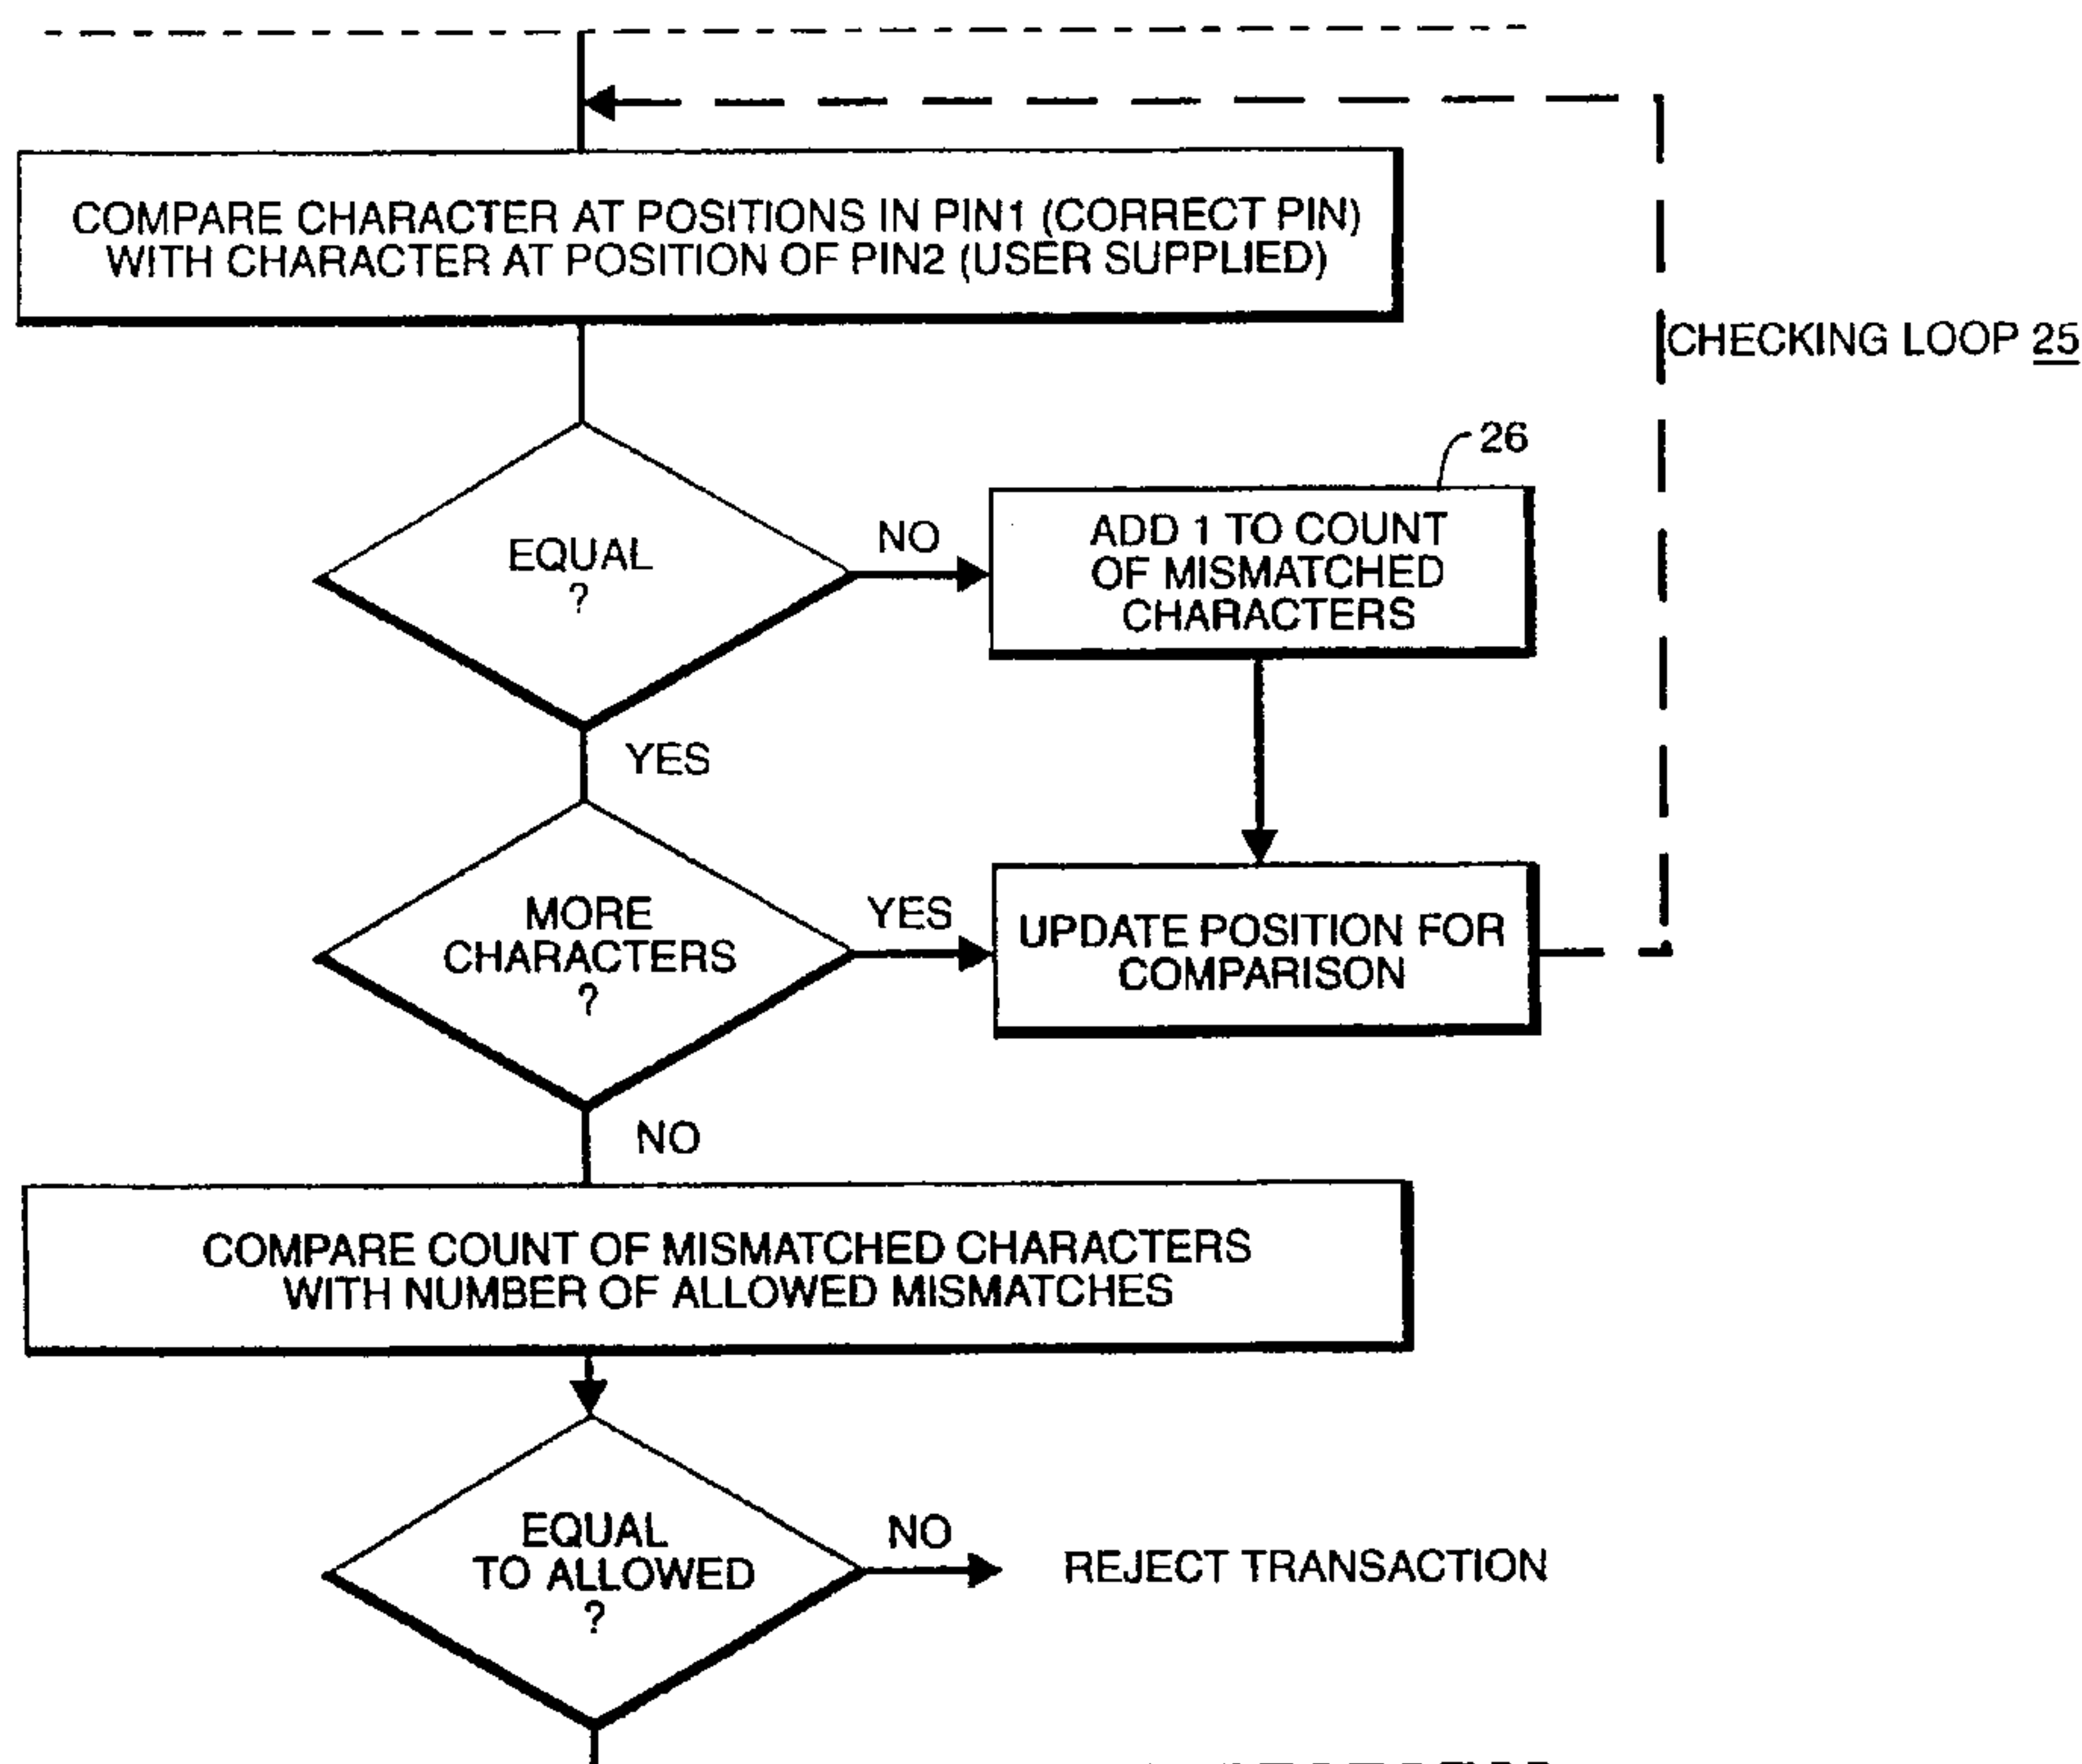 COMPARE CHARACTER AT POSITIONS IN PIN1 (CORRECT PIN)
WITH CHARACTER AT POSITION OF PIN2 (USER SUPPLIED)
CHECKING LOOP 25
26
EQUAL
?
NO
ADD 1 TO COUNT
OF MISMATCHED
CHARACTERS
YES
MORE
CHARACTERS
?
YES
UPDATE POSITION FOR
COMPARISON
NO
COMPARE COUNT OF MISMATCHED CHARACTERS
WITH NUMBER OF ALLOWED MISMATCHES
EQUAL
TO ALLOWED
?
NO
REJECT TRANSACTION